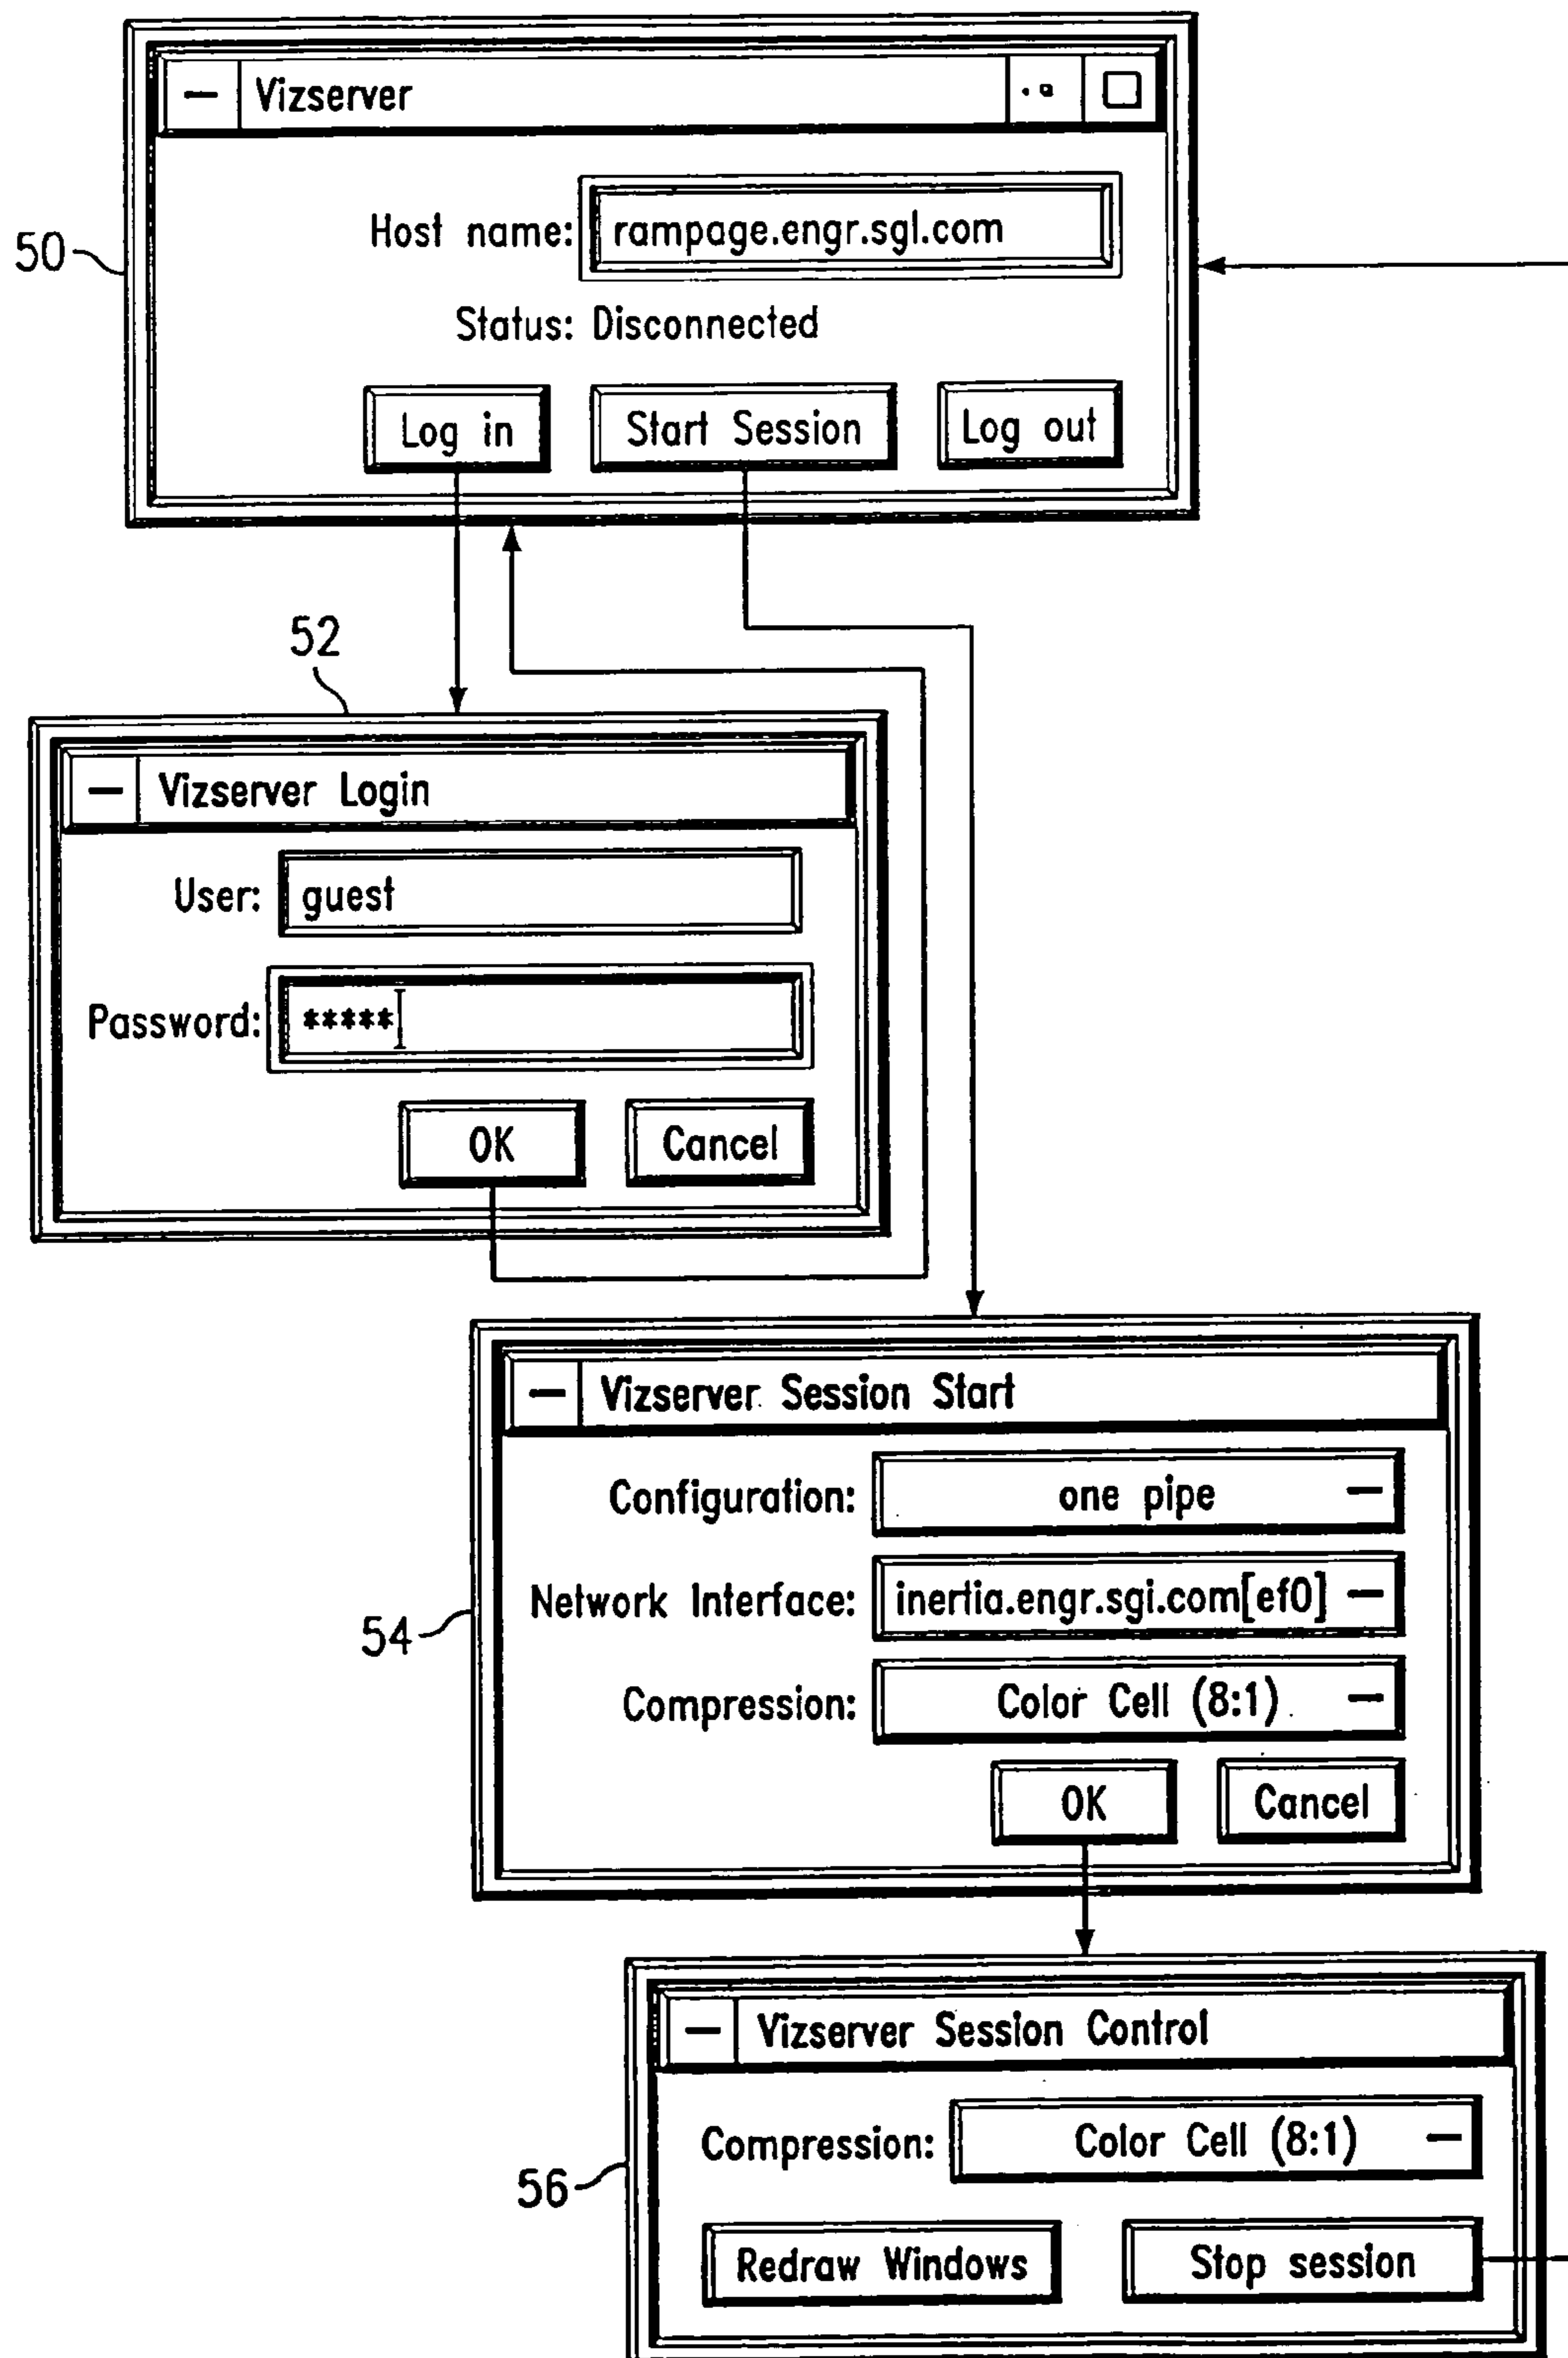 Vizserver
Host name: rampage.engr.sgl.com
50
Status: Disconnected
Log in Start Session Log out
52
Vizserver Login
User: guest
Password: *****
OK Cancel
Vizserver Session Start
Configuration: one pipe
Network Interface: inertia.engr.sgi.com[ef0]
54
Compression: Color Cell (8:1)
OK Cancel
Vizserver Session Control
Compression: Color Cell (8:1)
56
Redraw Windows Stop session